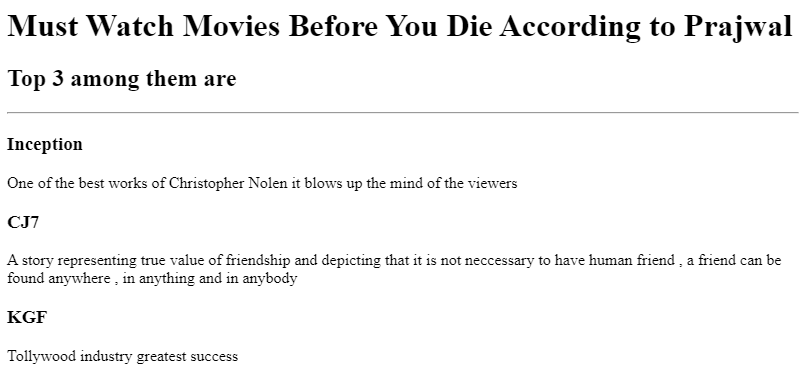 Must Watch Movies Before You Die According to Prajwal
Top 3 among them are
Inception
One of the best works of Christopher Nolen it blows up the mind of the viewers
CJ7
A story representing true value of friendship and depicting that it is not neccessary to have human friend , a friend can be
found anywhere , in anything and in anybody
KGF
Tollywood industry greatest success